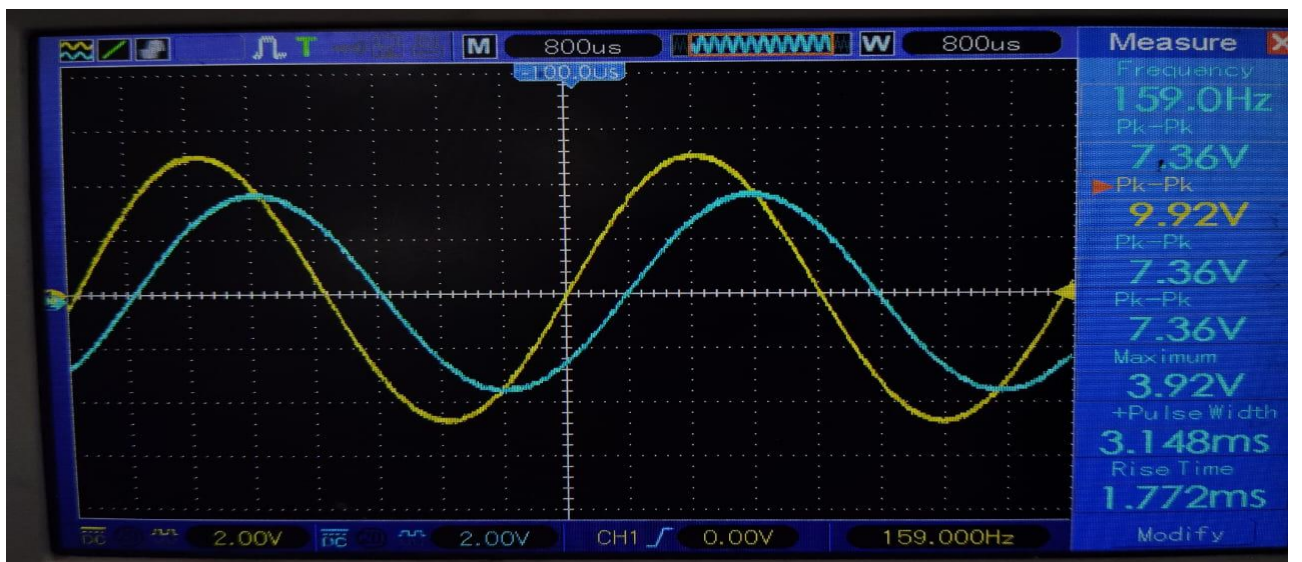 T M 800us W 800us Measure X
-100.0us
Frequency
159.0Hz
Pk-Pk
7.36V
Pk-Pk
9.92V
Pk-Pk
7.36V
Pk-Pk
7.36V
Maximum
3.92V
+Pulse Width
3.148ms
Rise Time
1.772ms
DC 2.00V DC 2.00V CH1 0.00V 159.000Hz Modify